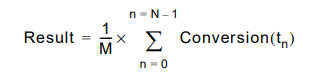 n = N – 1
Result = 1/M × Σ Conversion(tn)
n = 0